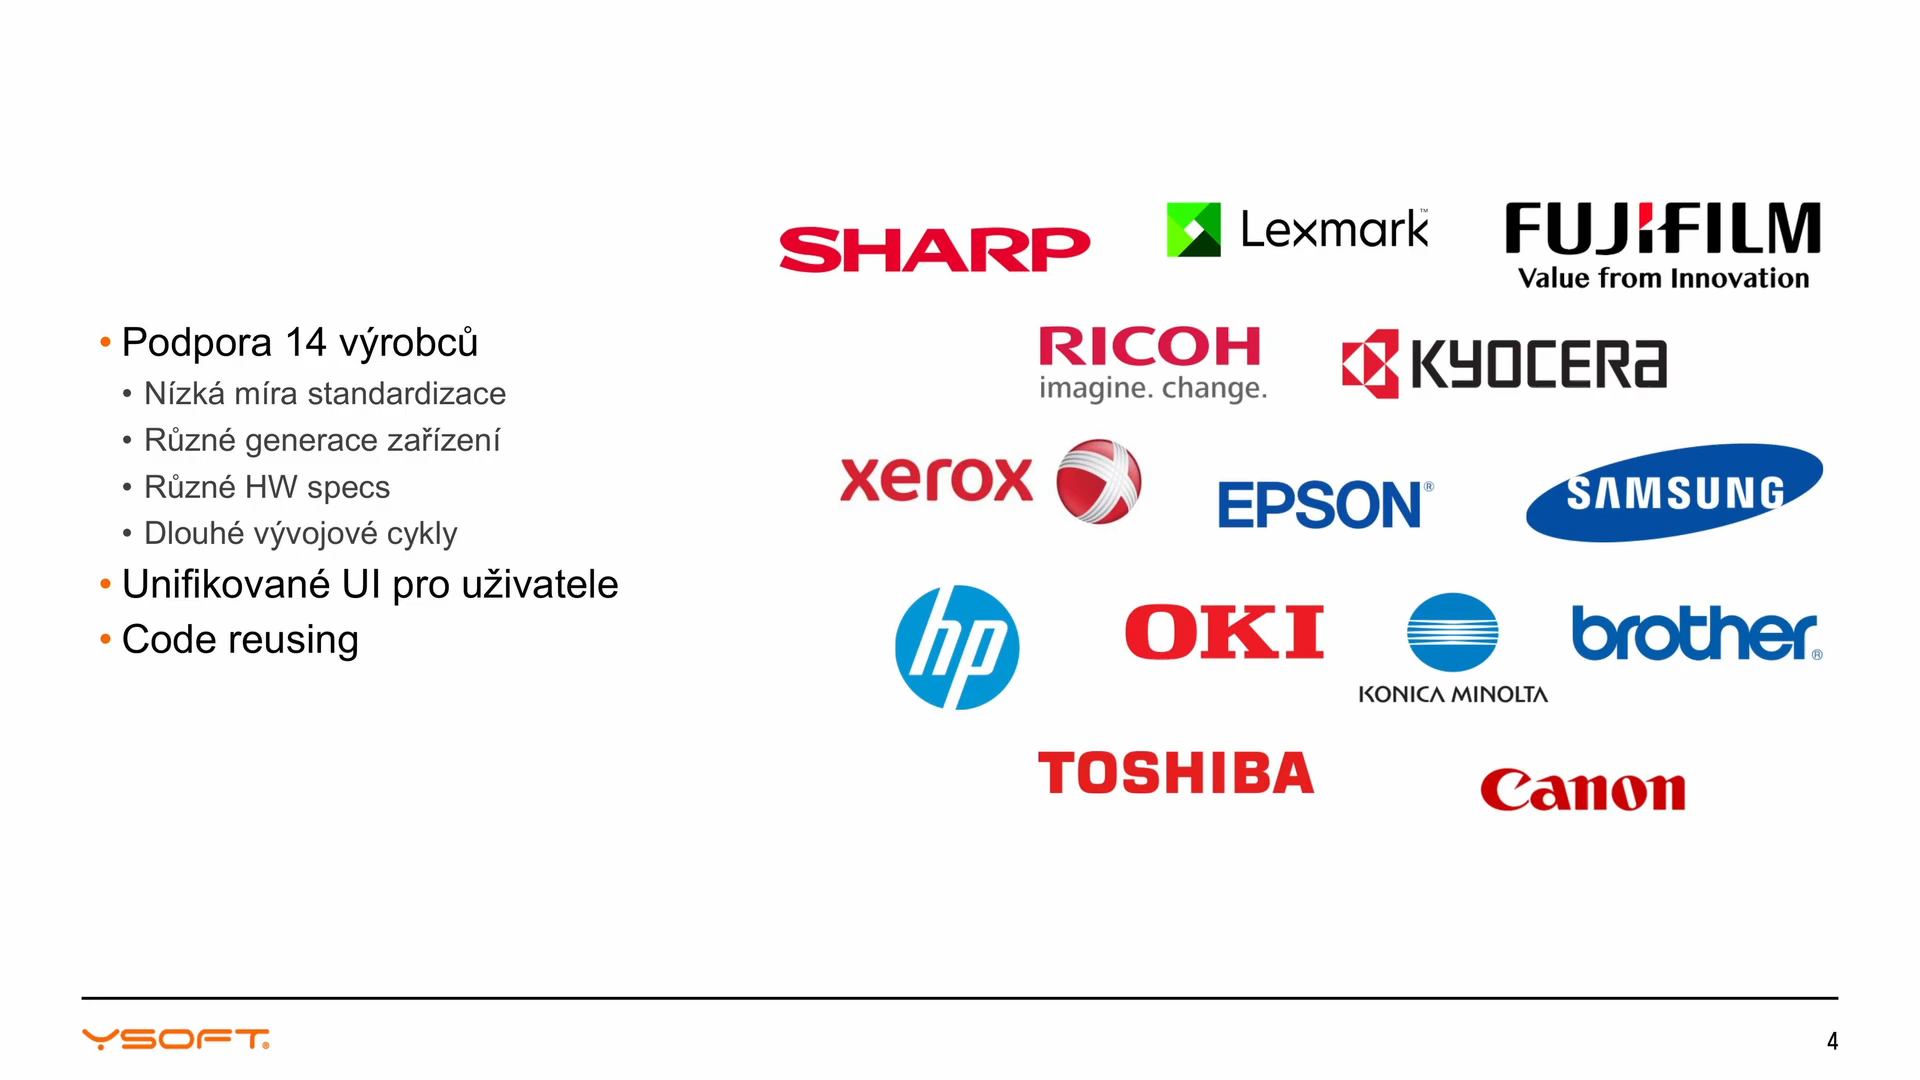 • Podpora 14 výrobců
• Nízká míra standardizace
• Různé generace zařízení
• Různé HW specs
• Dlouhé vývojové cykly
• Unifikované UI pro uživatele
• Code reusing
SHARP
Lexmark™
FUJIFILM
Value from Innovation
RICOH
imagine. change.
KYOCERA
xerox
EPSON®
SAMSUNG
hp
OKI
KONICA MINOLTA
brother®
TOSHIBA
Canon
YSOFT®
4